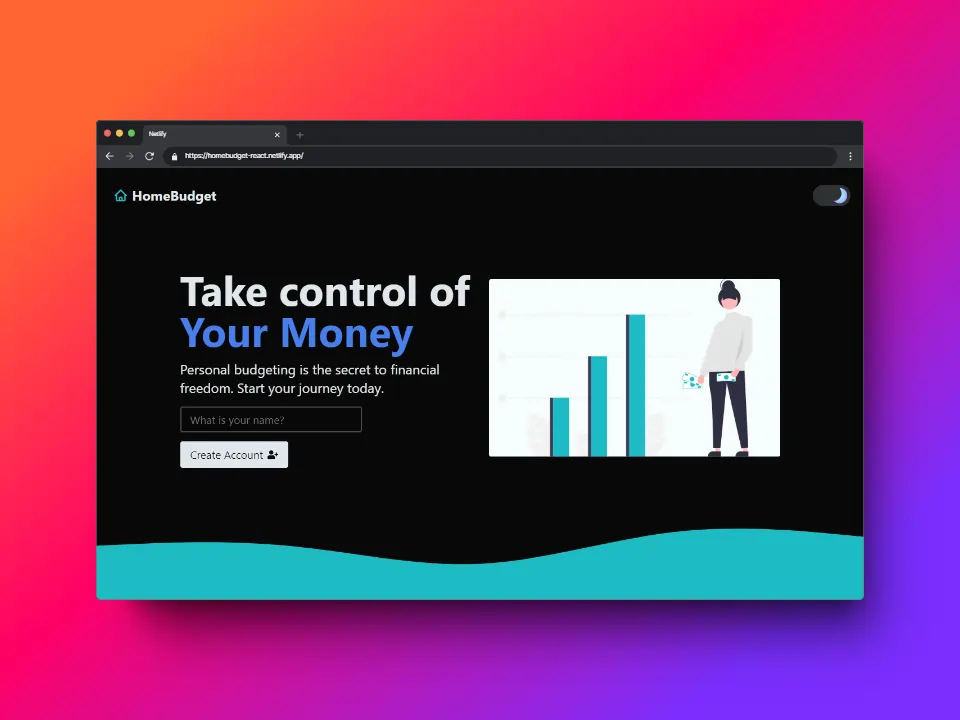 Netlify
https://homebudget-react.netlify.app/
HomeBudget
Take control of
Your Money
Personal budgeting is the secret to financial
freedom. Start your journey today.
What is your name?
Create Account